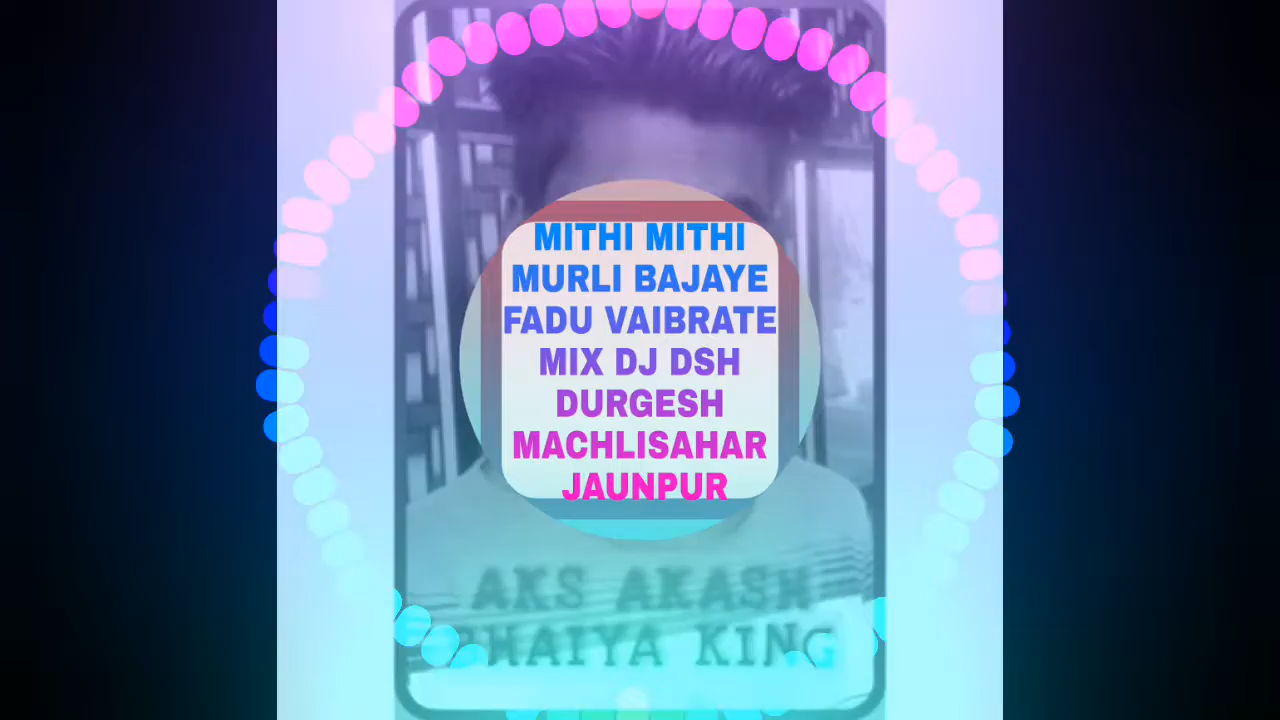 MITHI MITHI
MURLI BAJAYE
FADU VAIBRATE
MIX DJ DSH
DURGESH
MACHLISAHAR
JAUNPUR
AKS AKASH
BHAIYA KING